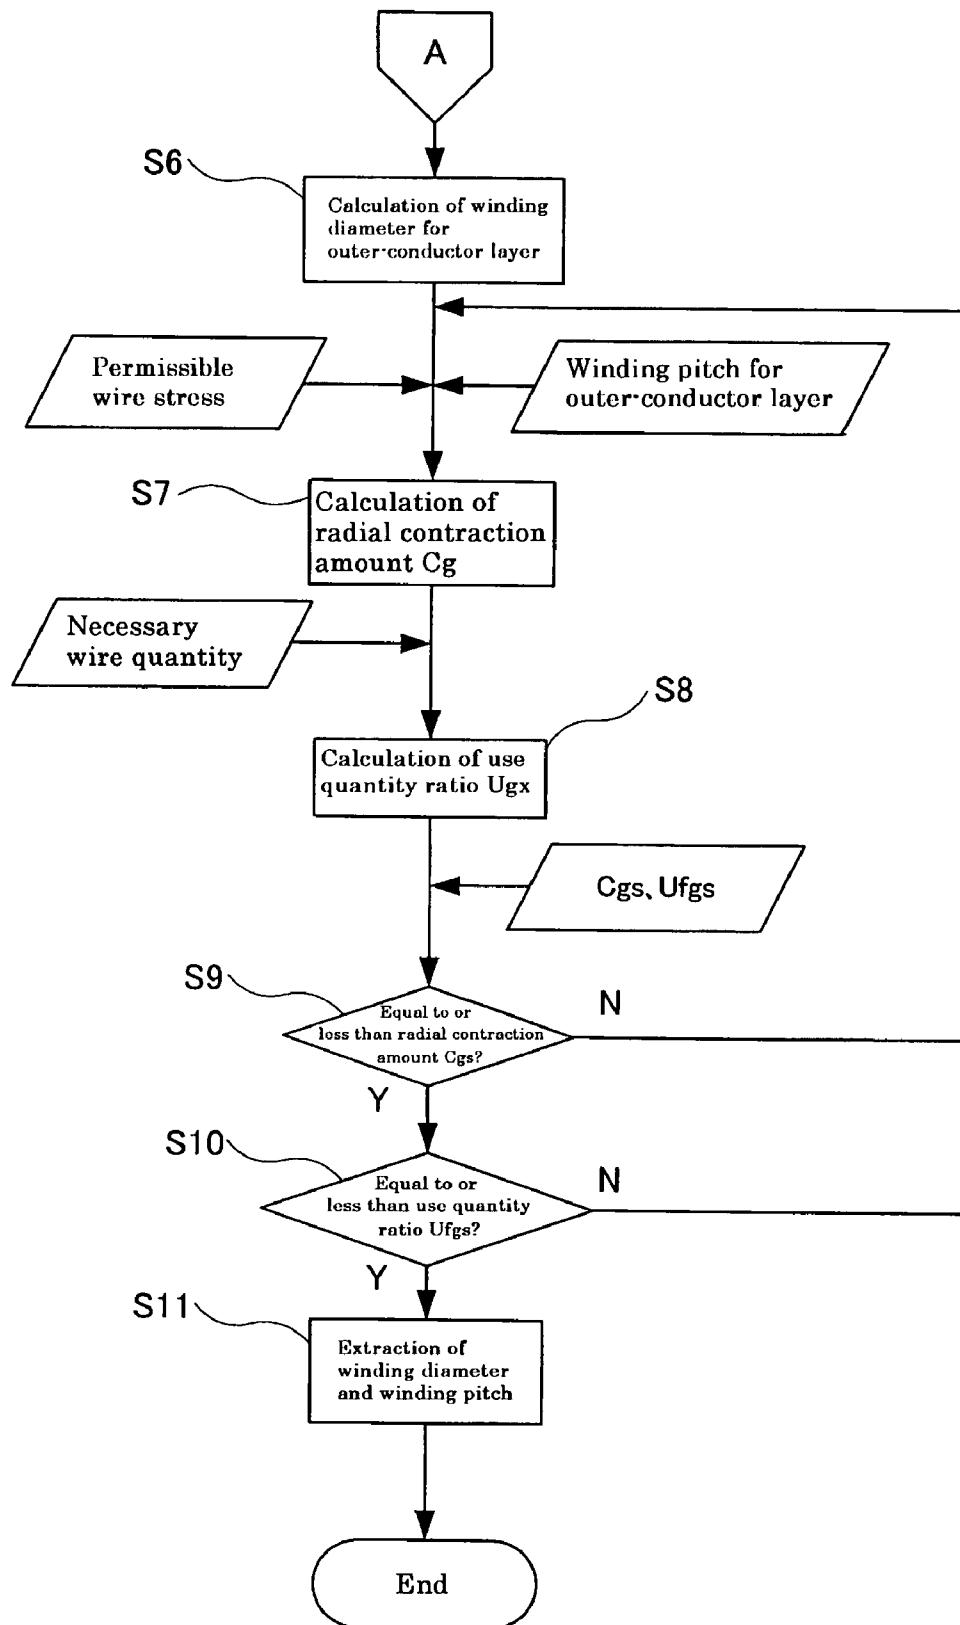 A
S6
Calculation of winding
diameter for
outer-conductor layer
Permissible
wire stress
Winding pitch for
outer-conductor layer
S7
Calculation of
radial contraction
amount Cg
Necessary
wire quantity
S8
Calculation of use
quantity ratio Ugx
Cgs、Ufgs
S9
Equal to or
less than radial contraction
amount Cgs?
N
Y
S10
Equal to or
less than use quantity
ratio Ufgs?
N
Y
S11
Extraction of
winding diameter
and winding pitch
End